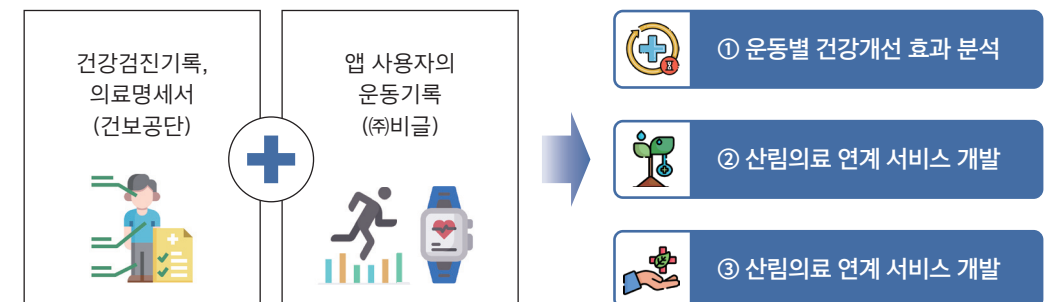 건강검진기록,
의료명세서
(건보공단)
앱 사용자의
운동기록
(㈜비글)
① 운동별 건강개선 효과 분석
② 산림의료 연계 서비스 개발
③ 산림의료 연계 서비스 개발